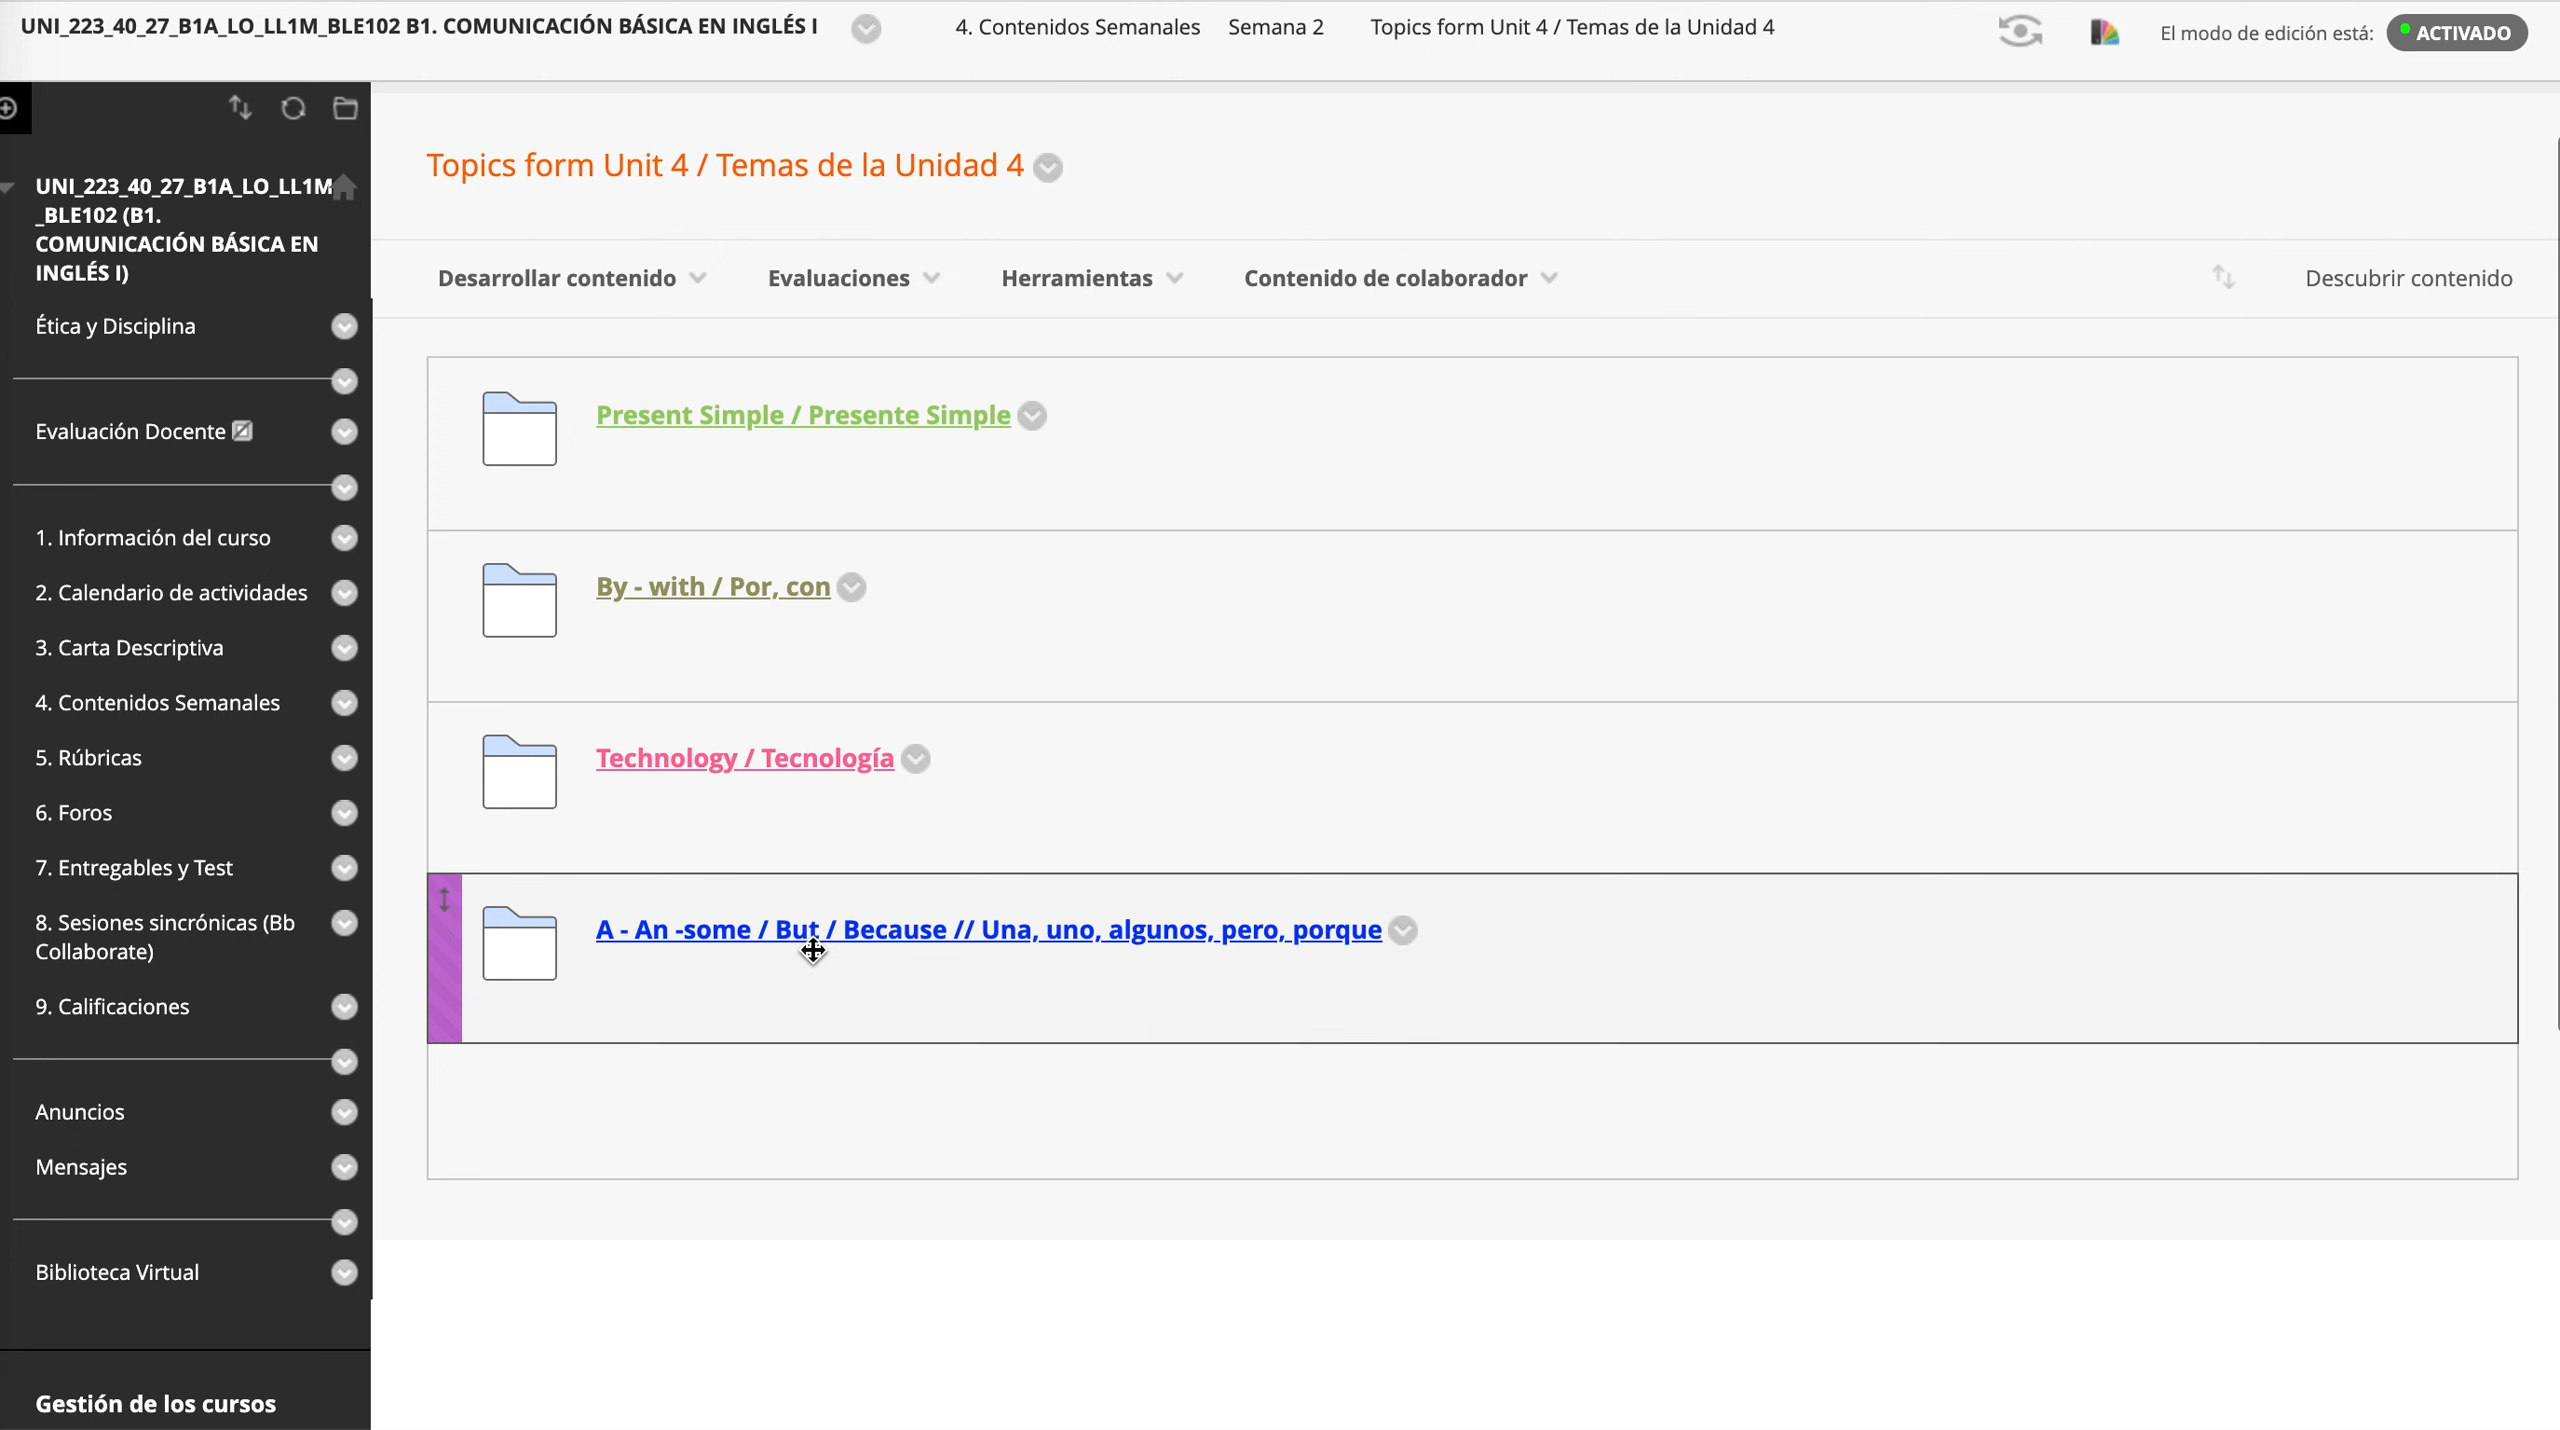 UNI_223_40_27_B1A_LO_LL1M_BLE102 B1. COMUNICACIÓN BÁSICA EN INGLÉS I
4. Contenidos Semanales
Semana 2
Topics form Unit 4 / Temas de la Unidad 4
El modo de edición está:
ACTIVADO
UNI_223_40_27_B1A_LO_LL1M
_BLE102 (B1.
COMUNICACIÓN BÁSICA EN
INGLÉS I)
Ética y Disciplina
Evaluación Docente
1. Información del curso
2. Calendario de actividades
3. Carta Descriptiva
4. Contenidos Semanales
5. Rúbricas
6. Foros
7. Entregables y Test
8. Sesiones sincrónicas (Bb
Collaborate)
9. Calificaciones
Anuncios
Mensajes
Biblioteca Virtual
Gestión de los cursos
Topics form Unit 4 / Temas de la Unidad 4
Desarrollar contenido
Evaluaciones
Herramientas
Contenido de colaborador
Descubrir contenido
Present Simple / Presente Simple
By - with / Por, con
Technology / Tecnología
A - An -some / But / Because // Una, uno, algunos, pero, porque